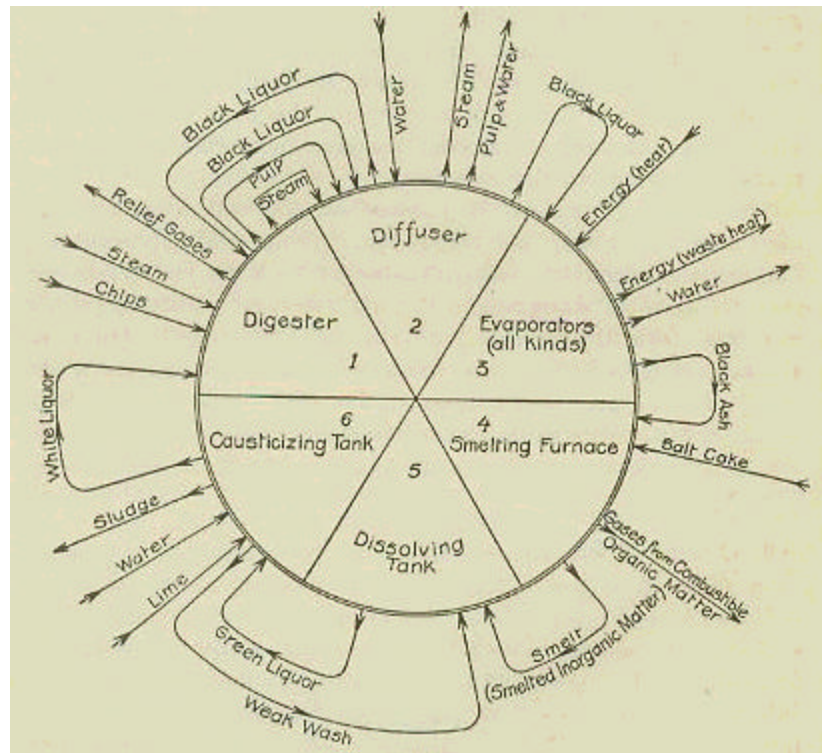 Black Liquor
Black Liquor
Pulp
Steam
Water
Steam
Pulp & Water
Black Liquor
Energy (heat)
Energy (waste heat)
Water
Black Ash
Salt Cake
Gases from Combustible
Organic Matter
Smelt
(Smelted Inorganic Matter)
Weak Wash
Green Liquor
Lime
Water
Sludge
White Liquor
Chips
Steam
Relief Gases
Diffuser
2
Digester
1
Evaporators
(all kinds)
3
6
Causticizing Tank
4
Smelting Furnace
5
Dissolving
Tank